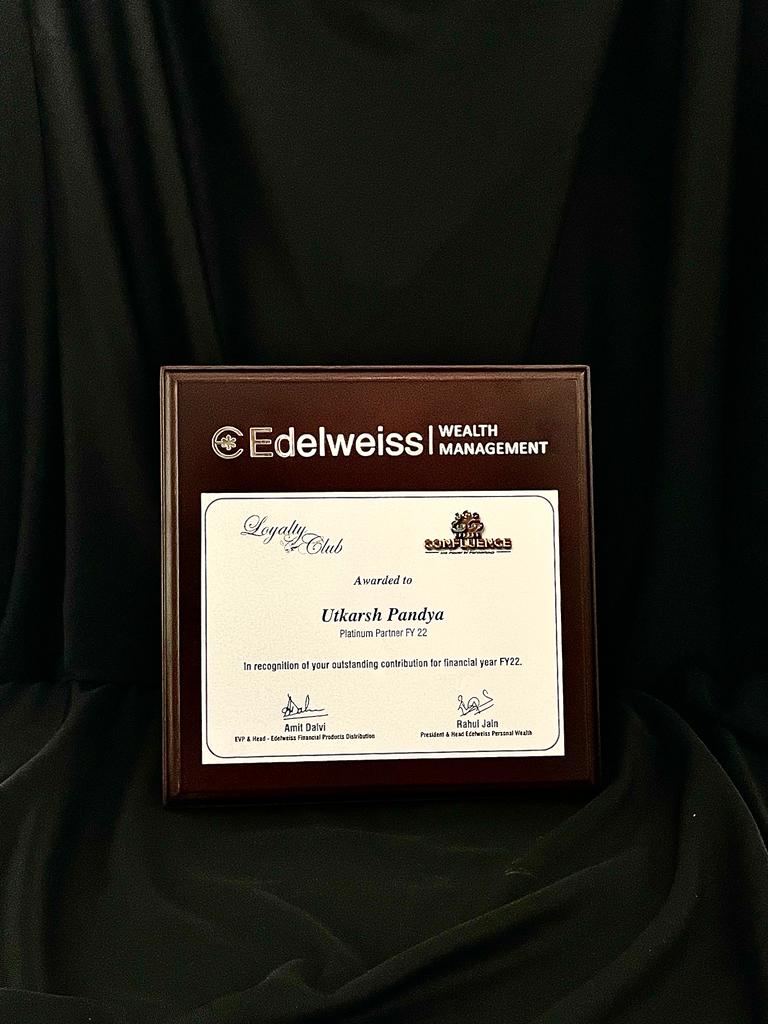 Edelweiss WEALTH MANAGEMENT
Loyalty Club
CONFLUENCE
Awarded to
Utkarsh Pandya
Platinum Partner FY 22
In recognition of your outstanding contribution for financial year FY22.
Amit Dalvi
EVP & Head - Edelweiss Financial Products Distribution
Rahul Jain
President & Head Edelweiss Personal Wealth